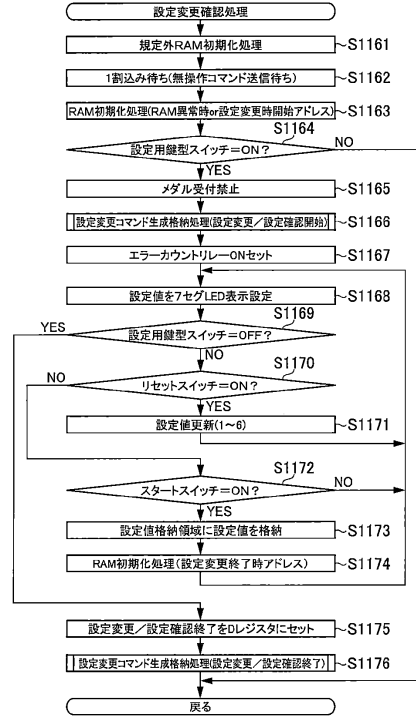 設定変更確認処理
規定外RAM初期化処理
S1161
1割込み待ち(無操作コマンド送信待ち)
S1162
RAM初期化処理(RAM異常時or設定変更時開始アドレス)
S1163
S1164
設定用鍵型スイッチ=ON?
NO
YES
メダル受付禁止
S1165
設定変更コマンド生成格納処理(設定変更/設定確認開始)
S1166
エラーカウントリレーONセット
S1167
設定値を7セグLED表示設定
S1168
S1169
YES
設定用鍵型スイッチ=OFF?
NO
S1170
NO
リセットスイッチ=ON?
YES
設定値更新(1~6)
S1171
S1172
スタートスイッチ=ON?
NO
YES
設定値格納領域に設定値を格納
S1173
RAM初期化処理(設定変更終了時アドレス)
S1174
設定変更/設定確認終了をDレジスタにセット
S1175
設定変更コマンド生成格納処理(設定変更/設定確認終了)
S1176
戻る